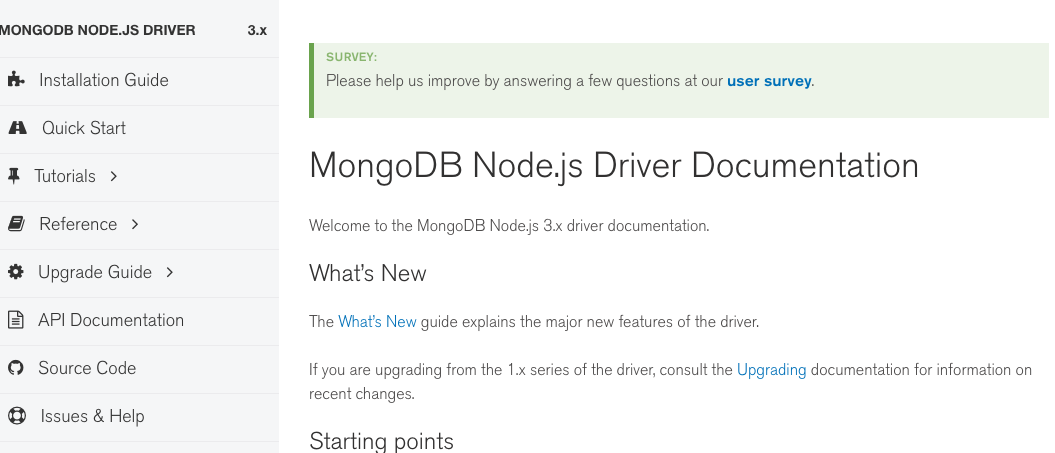 MONGODB NODE.JS DRIVER 3.x
Installation Guide
Quick Start
Tutorials
Reference
Upgrade Guide
API Documentation
Source Code
Issues & Help
SURVEY:
Please help us improve by answering a few questions at our user survey.
MongoDB Node.js Driver Documentation
Welcome to the MongoDB Node.js 3.x driver documentation.
What's New
The What's New guide explains the major new features of the driver.
If you are upgrading from the 1.x series of the driver, consult the Upgrading documentation for information on
recent changes.
Starting points